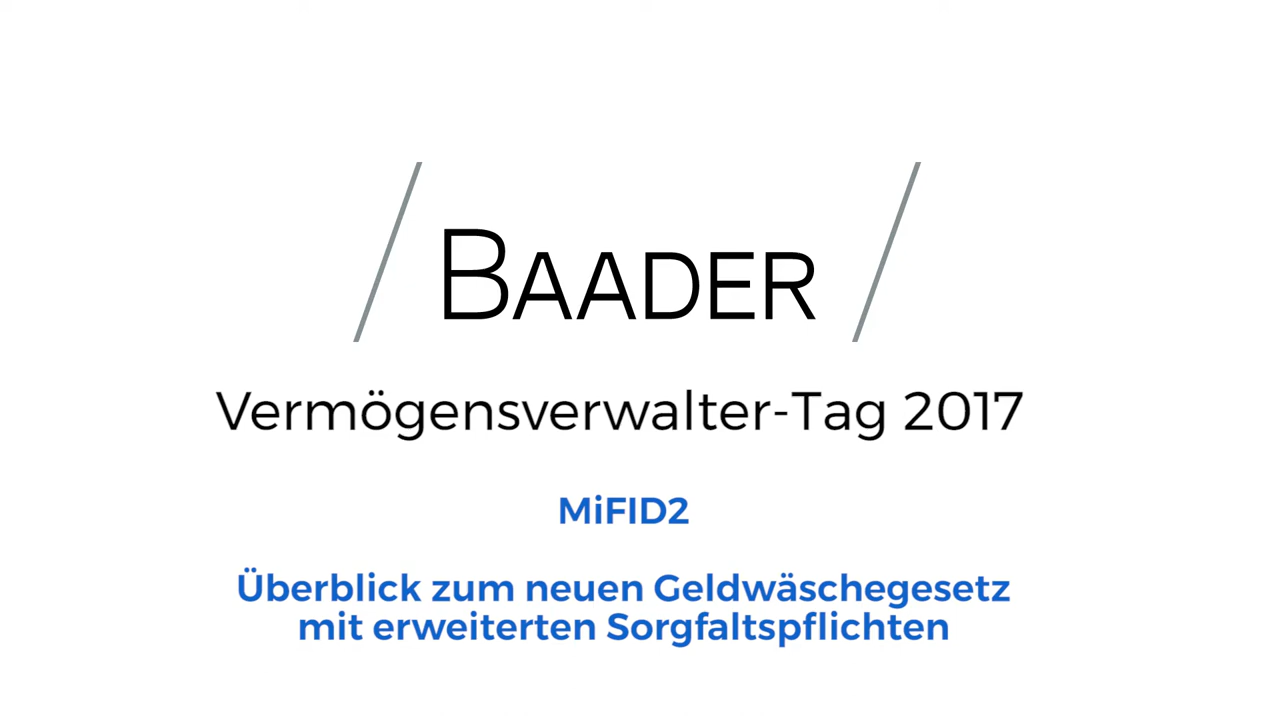 BAADER
Vermögensverwalter-Tag 2017
MiFID2
Überblick zum neuen Geldwäschegesetz
mit erweiterten Sorgfaltspflichten